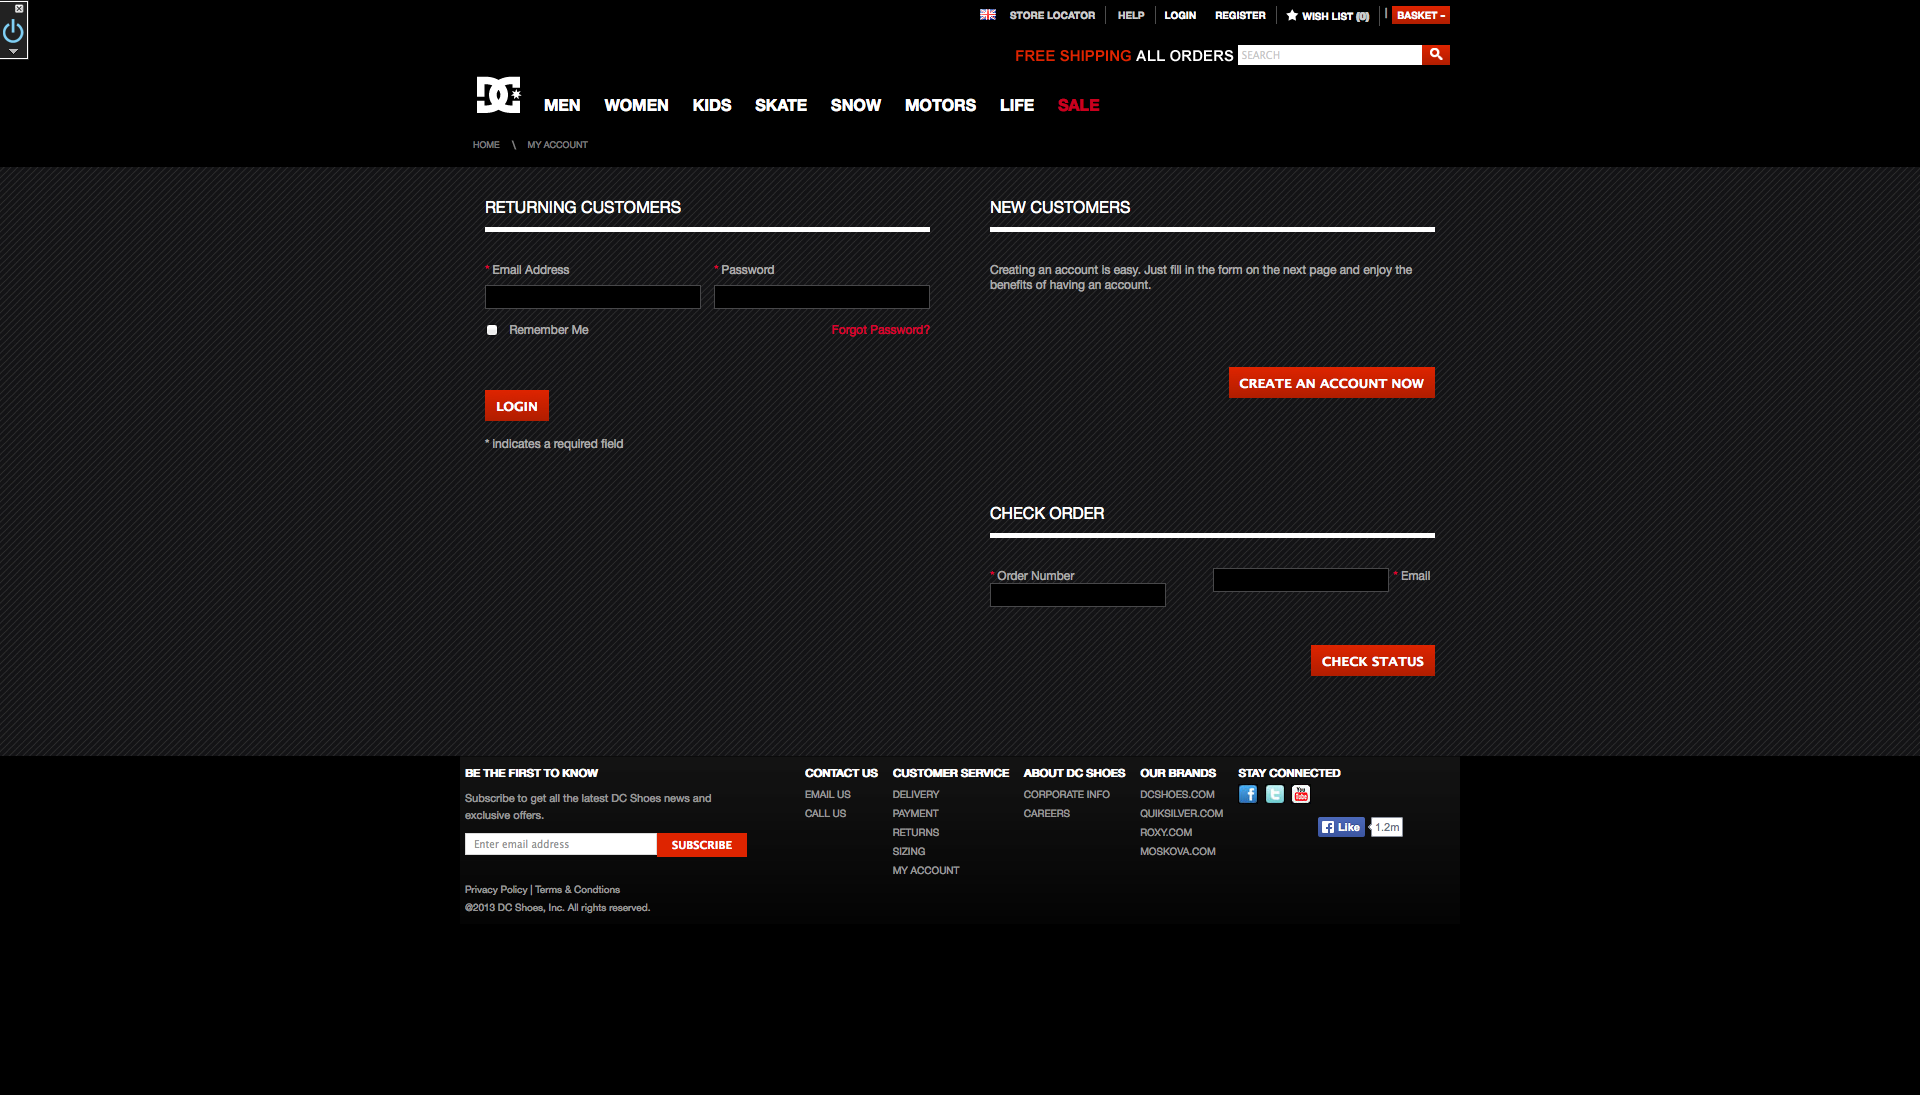 STORE LOCATOR HELP LOGIN REGISTER WISH LIST (0) BASKET –
FREE SHIPPING ALL ORDERS SEARCH
DC MEN WOMEN KIDS SKATE SNOW MOTORS LIFE SALE
HOME \ MY ACCOUNT
RETURNING CUSTOMERS
* Email Address * Password
Remember Me Forgot Password?
LOGIN
* indicates a required field
NEW CUSTOMERS
Creating an account is easy. Just fill in the form on the next page and enjoy the
benefits of having an account.
CREATE AN ACCOUNT NOW
CHECK ORDER
* Order Number * Email
CHECK STATUS
BE THE FIRST TO KNOW
Subscribe to get all the latest DC Shoes news and
exclusive offers.
Enter email address SUBSCRIBE
Privacy Policy | Terms & Condtions
@2013 DC Shoes, Inc. All rights reserved.
CONTACT US
EMAIL US
CALL US
CUSTOMER SERVICE
DELIVERY
PAYMENT
RETURNS
SIZING
MY ACCOUNT
ABOUT DC SHOES
CORPORATE INFO
CAREERS
OUR BRANDS
DCSHOES.COM
QUIKSILVER.COM
ROXY.COM
MOSKOVA.COM
STAY CONNECTED
You Tube
Like 1.2m